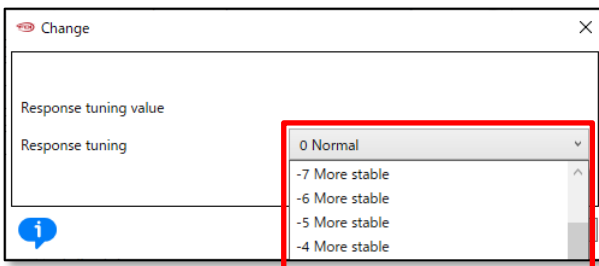 Change
Response tuning value
Response tuning
0 Normal
-7 More stable
-6 More stable
-5 More stable
-4 More stable